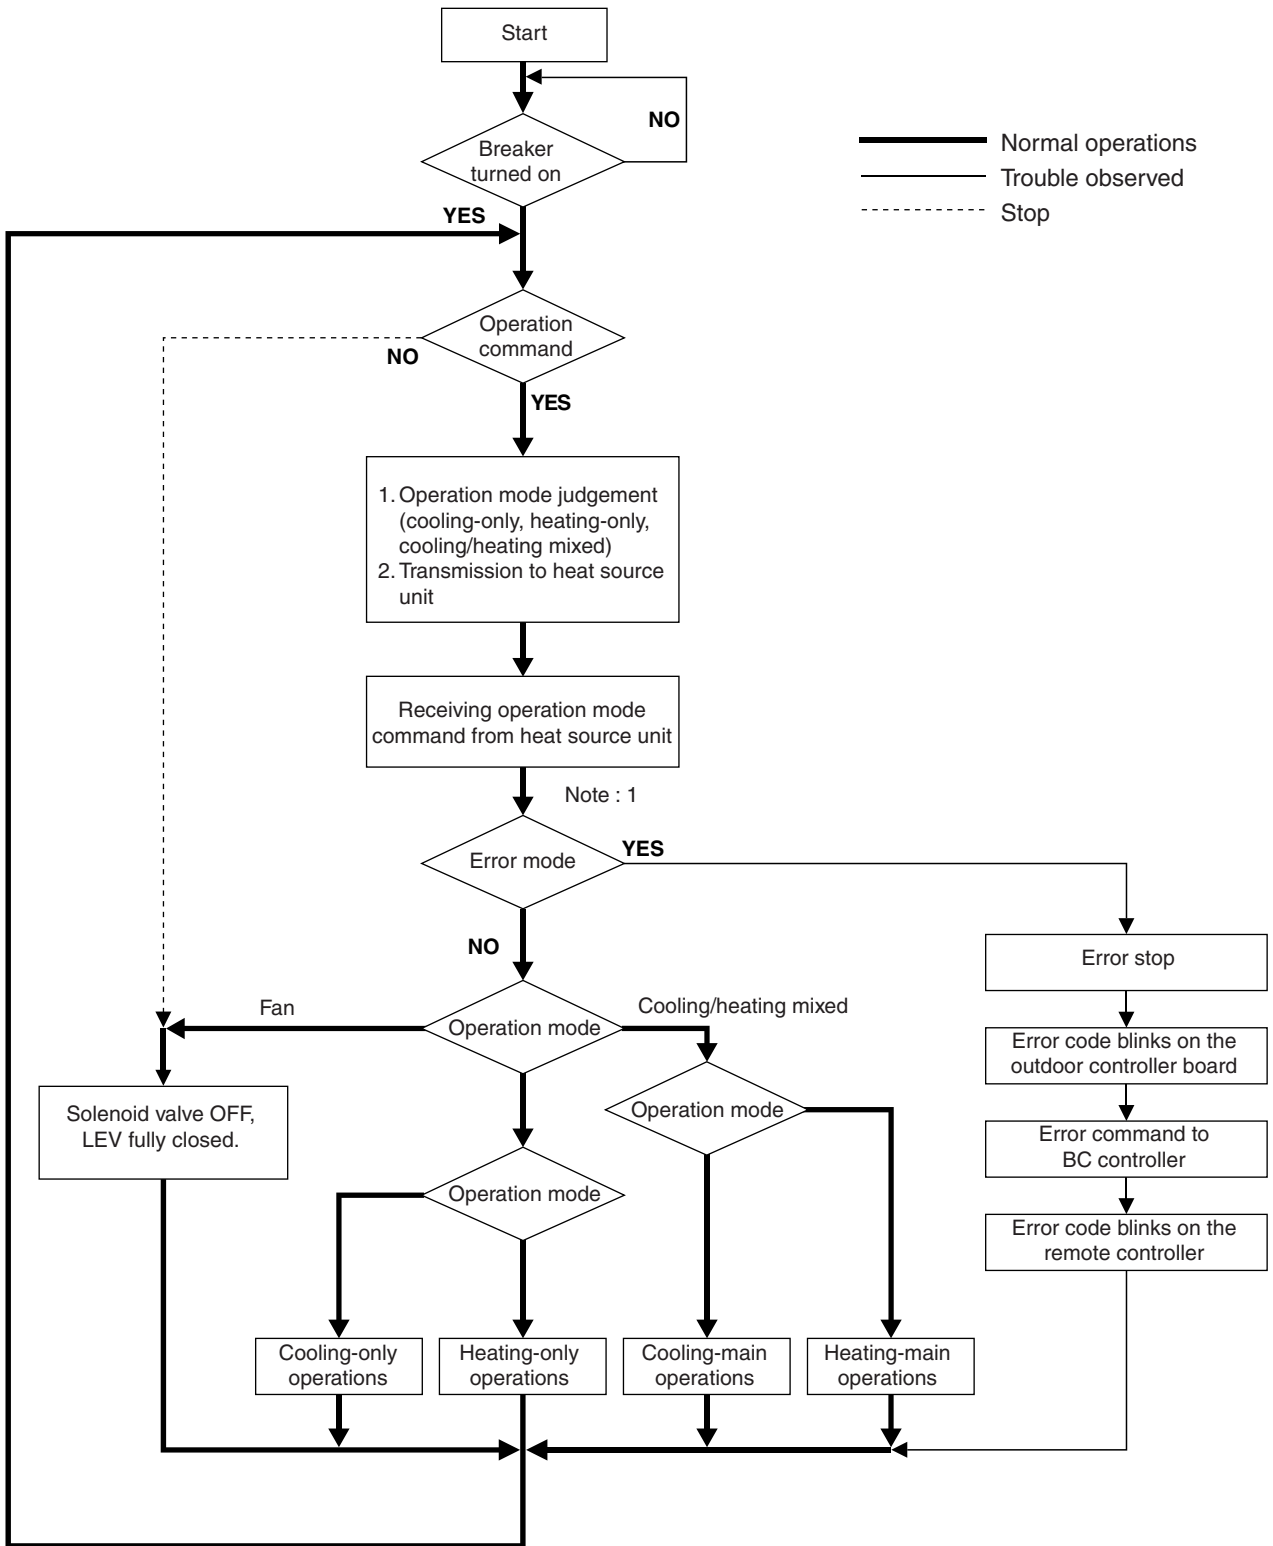 Start
NO
Breaker
turned on
Normal operations
Trouble observed
Stop
YES
Operation
command
NO
YES
1. Operation mode judgement
(cooling-only, heating-only,
cooling/heating mixed)
2. Transmission to heat source
unit
Receiving operation mode
command from heat source unit
Note : 1
Error mode
YES
NO
Error stop
Fan
Operation mode
Cooling/heating mixed
Error code blinks on the
outdoor controller board
Solenoid valve OFF,
LEV fully closed.
Operation mode
Error command to
BC controller
Operation mode
Error code blinks on the
remote controller
Cooling-only
operations
Heating-only
operations
Cooling-main
operations
Heating-main
operations